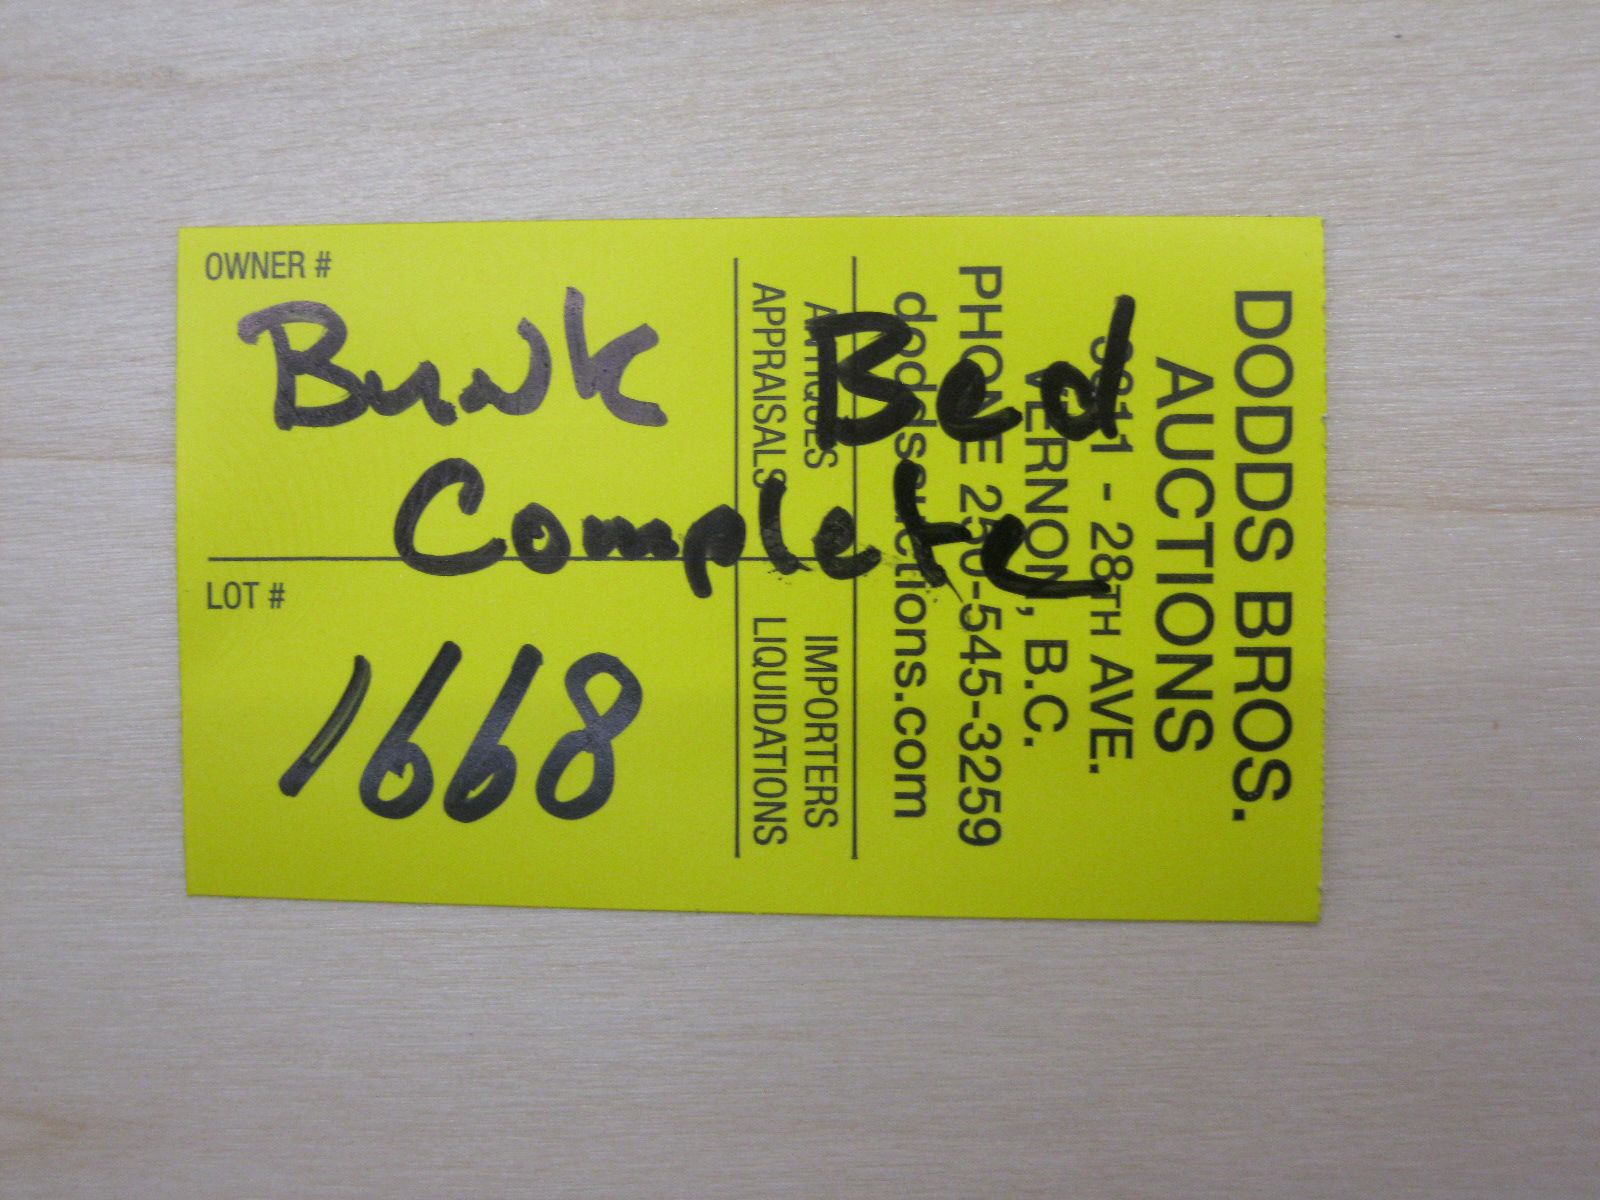 OWNER #
Bunk Bed
Complete
LOT #
1668
DODDS BROS.
AUCTIONS
28TH AVE.
VERNON, B.C.
PHONE 250-545-3259
doddsauctions.com
ANTIQUES IMPORTERS
APPRAISALS LIQUIDATIONS